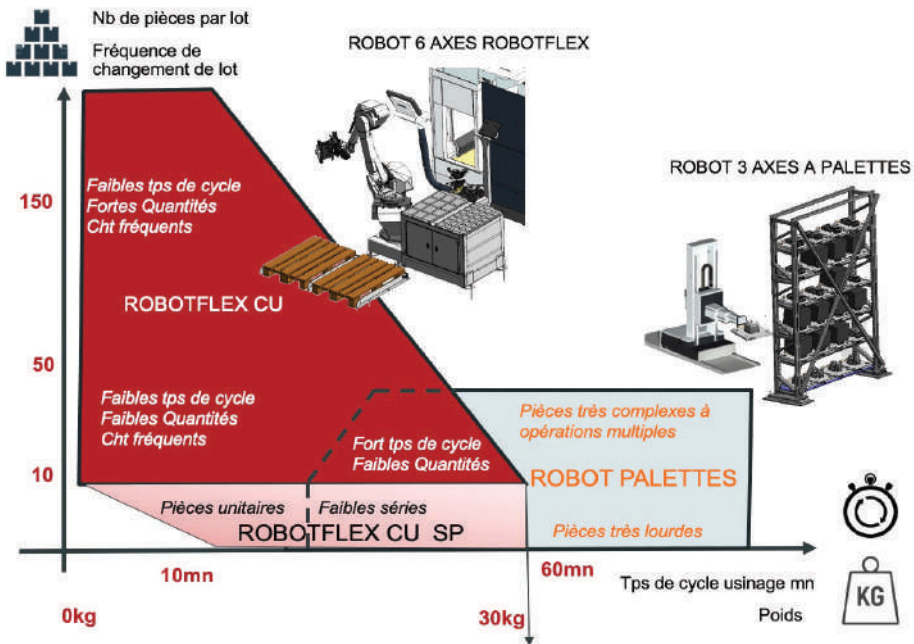 Nb de pièces par lot
Fréquence de
changement de lot
ROBOT 6 AXES ROBOTFLEX
ROBOT 3 AXES A PALETTES
150
Faibles tps de cycle
Fortes Quantités
Cht fréquents
ROBOTFLEX CU
50
Faibles tps de cycle
Faibles Quantités
Cht fréquents
Pièces très complexes à
opérations multiples
Fort tps de cycle
Faibles Quantités
10
ROBOT PALETTES
Pièces unitaires
Faibles séries
ROBOTFLEX CU SP
Pièces très lourdes
10mn
60mn
Tps de cycle usinage mn
0kg
30kg
Poids
KG